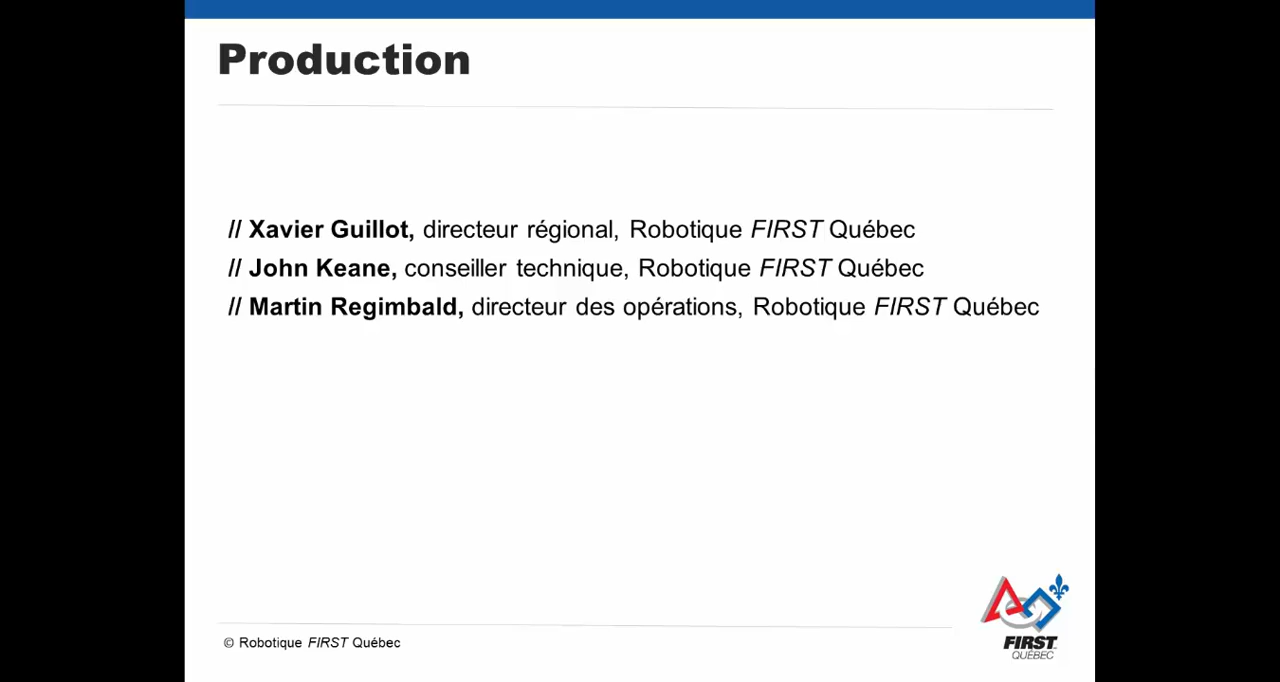 Production
// Xavier Guillot, directeur régional, Robotique FIRST Québec
// John Keane, conseiller technique, Robotique FIRST Québec
// Martin Regimbald, directeur des opérations, Robotique FIRST Québec
© Robotique FIRST Québec
FIRST
QUÉBEC